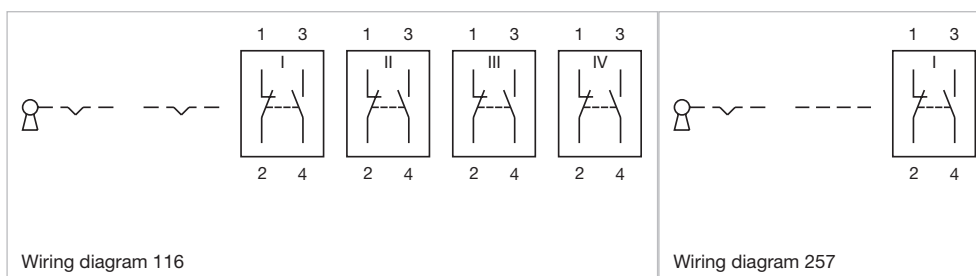 1 3 1 3 1 3 1 3 1 3
I II III IV I
2 4 2 4 2 4 2 4 2 4
Wiring diagram 116
Wiring diagram 257